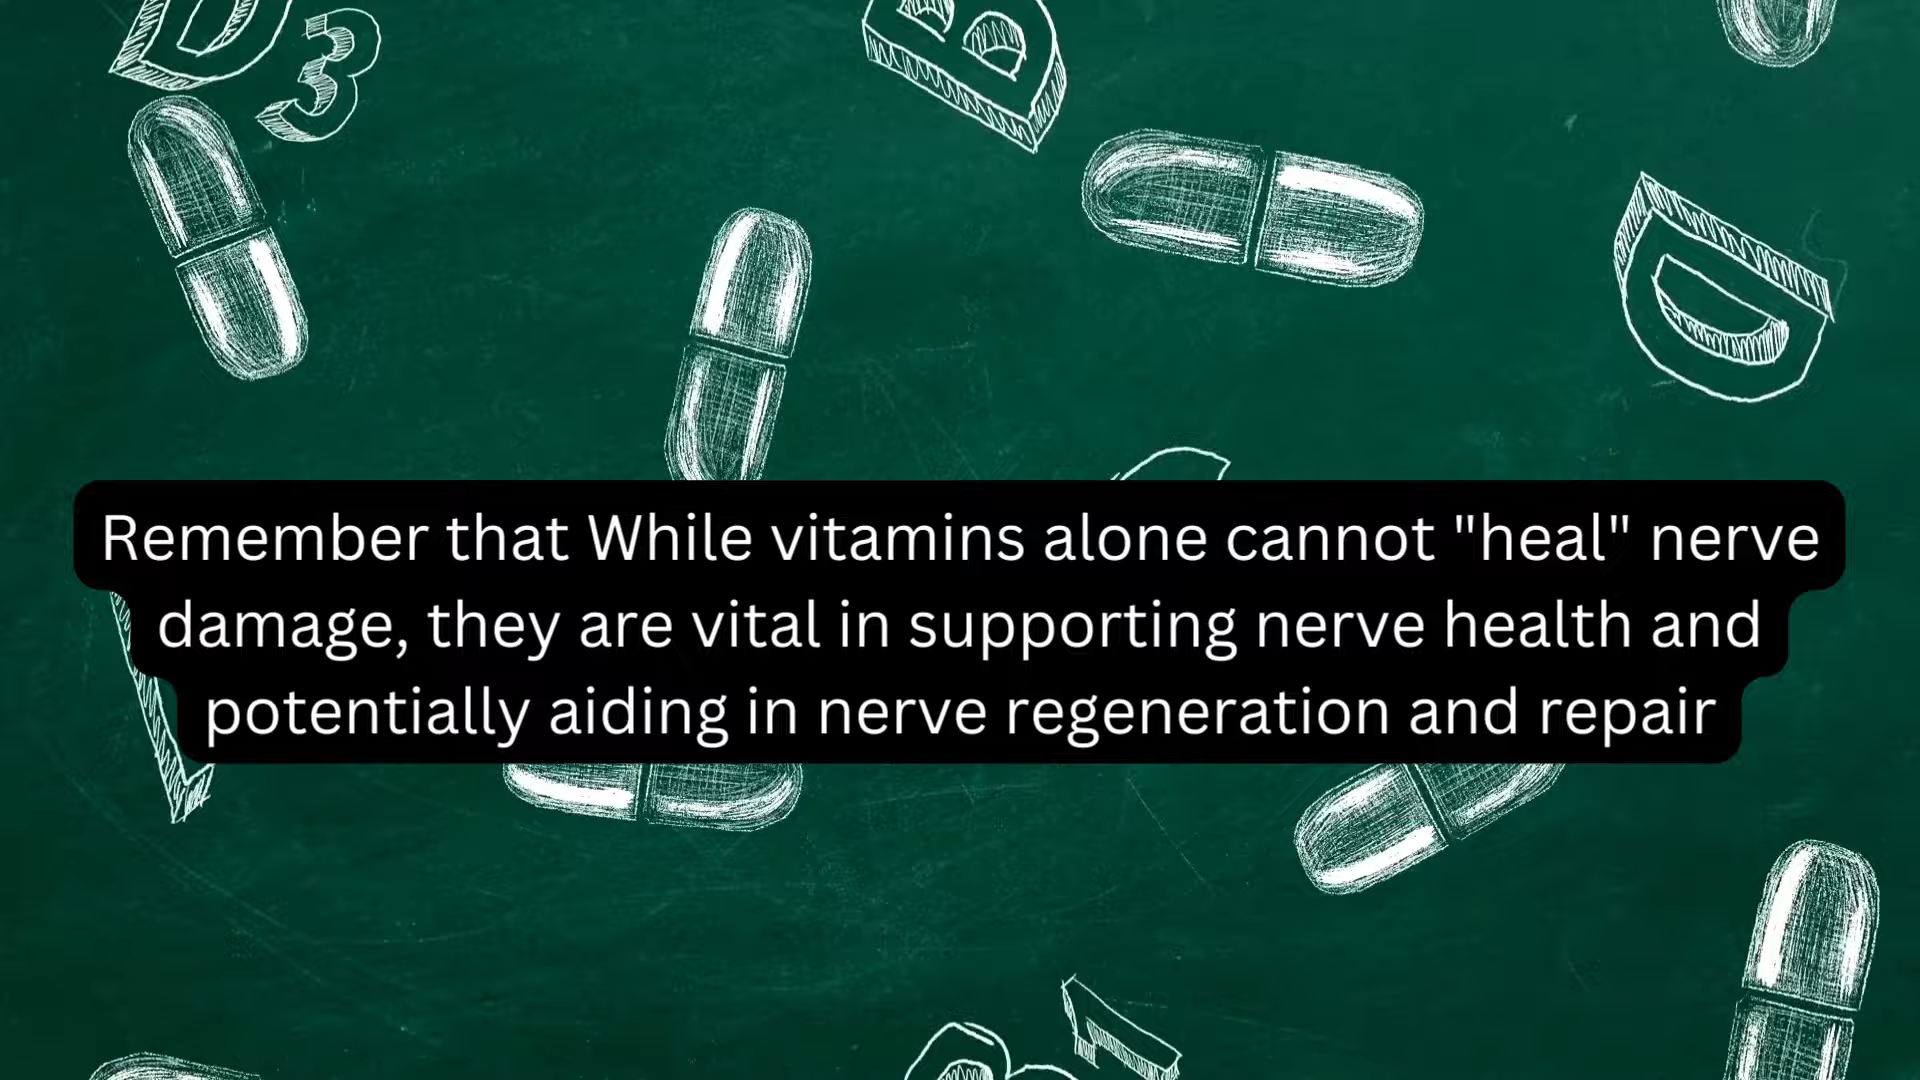 D3
B
D
Remember that While vitamins alone cannot "heal" nerve
damage, they are vital in supporting nerve health and
potentially aiding in nerve regeneration and repair